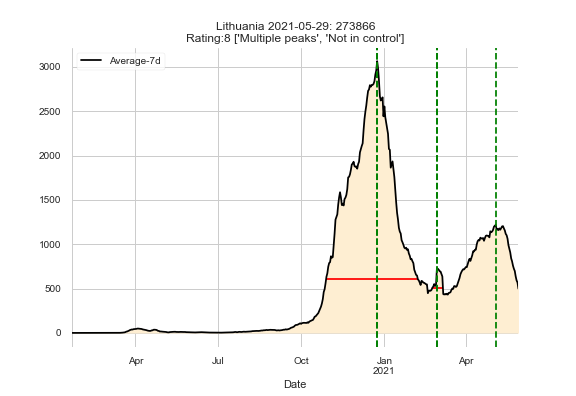 Lithuania 2021-05-29: 273866
Rating:8 ['Multiple peaks', 'Not in control']
Average-7d
3000
2500
2000
1500
1000
500
0
Apr
Jul
Oct
Jan
2021
Apr
Date